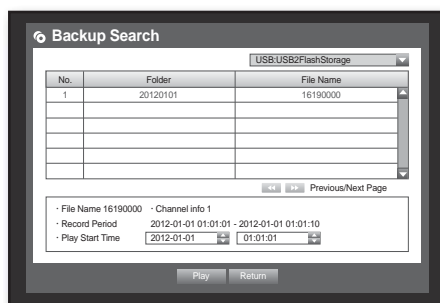 Backup Search
USB:USB2FlashStorage
No. Folder File Name
1 20120101 16190000
Previous/Next Page
· File Name 16190000 · Channel info 1
· Record Period 2012-01-01 01:01:01 - 2012-01-01 01:01:10
· Play Start Time 2012-01-01 01:01:01
Play Return